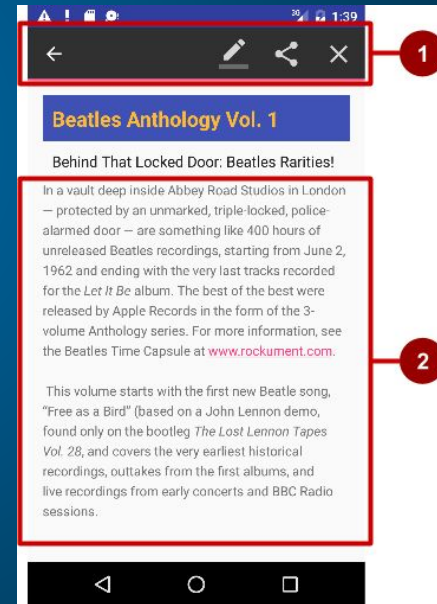 3G 1:39
1
Beatles Anthology Vol. 1
Behind That Locked Door: Beatles Rarities!
In a vault deep inside Abbey Road Studios in London
— protected by an unmarked, triple-locked, police-
alarmed door — are something like 400 hours of
unreleased Beatles recordings, starting from June 2,
1962 and ending with the very last tracks recorded
for the Let It Be album. The best of the best were
released by Apple Records in the form of the 3-
volume Anthology series. For more information, see
the Beatles Time Capsule at www.rockument.com.
2
This volume starts with the first new Beatle song,
“Free as a Bird” (based on a John Lennon demo,
found only on the bootleg The Lost Lennon Tapes
Vol. 28, and covers the very earliest historical
recordings, outtakes from the first albums, and
live recordings from early concerts and BBC Radio
sessions.